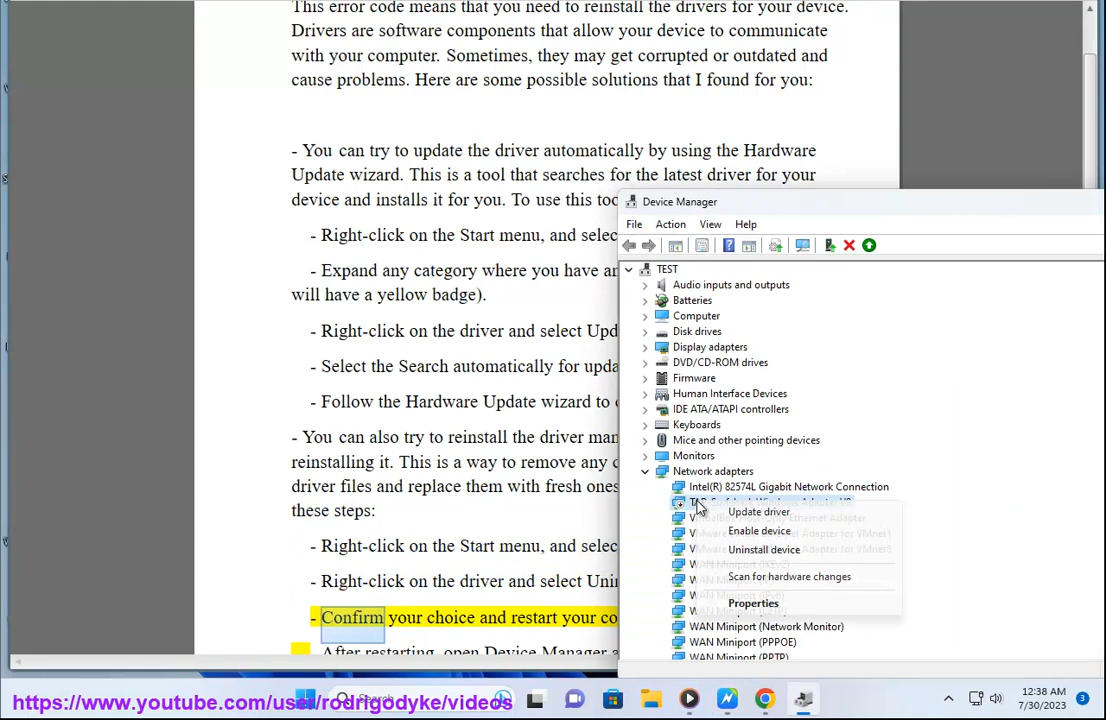 This error code means that you need to reinstall the drivers for your device.
Drivers are software components that allow your device to communicate
with your computer. Sometimes, they may get corrupted or outdated and
cause problems. Here are some possible solutions that I found for you:
- You can try to update the driver automatically by using the Hardware
Update wizard. This is a tool that searches for the latest driver for your
device and installs it for you. To use this too
- Right-click on the Start menu, and selec
- Expand any category where you have an
will have a yellow badge).
- Right-click on the driver and select Upd
- Select the Search automatically for upda
- Follow the Hardware Update wizard to
- You can also try to reinstall the driver man
reinstalling it. This is a way to remove any
driver files and replace them with fresh ones
these steps:
- Right-click on the Start menu, and selec
- Right-click on the driver and select Unin
- Confirm your choice and restart your co
After restarting, open Device Manager a
Device Manager
File Action View Help
TEST
Audio inputs and outputs
Batteries
Computer
Disk drives
Display adapters
DVD/CD-ROM drives
Firmware
Human Interface Devices
IDE ATA/ATAPI controllers
Keyboards
Mice and other pointing devices
Monitors
Network adapters
Intel(R) 82574L Gigabit Network Connection
Update driver
Enable device
Uninstall device
Scan for hardware changes
Properties
WAN Miniport (Network Monitor)
WAN Miniport (PPPOE)
WAN Miniport (PPTP)
https://www.youtube.com/user/rodrigodyke/videos
Search
12:38 AM
7/30/2023
3